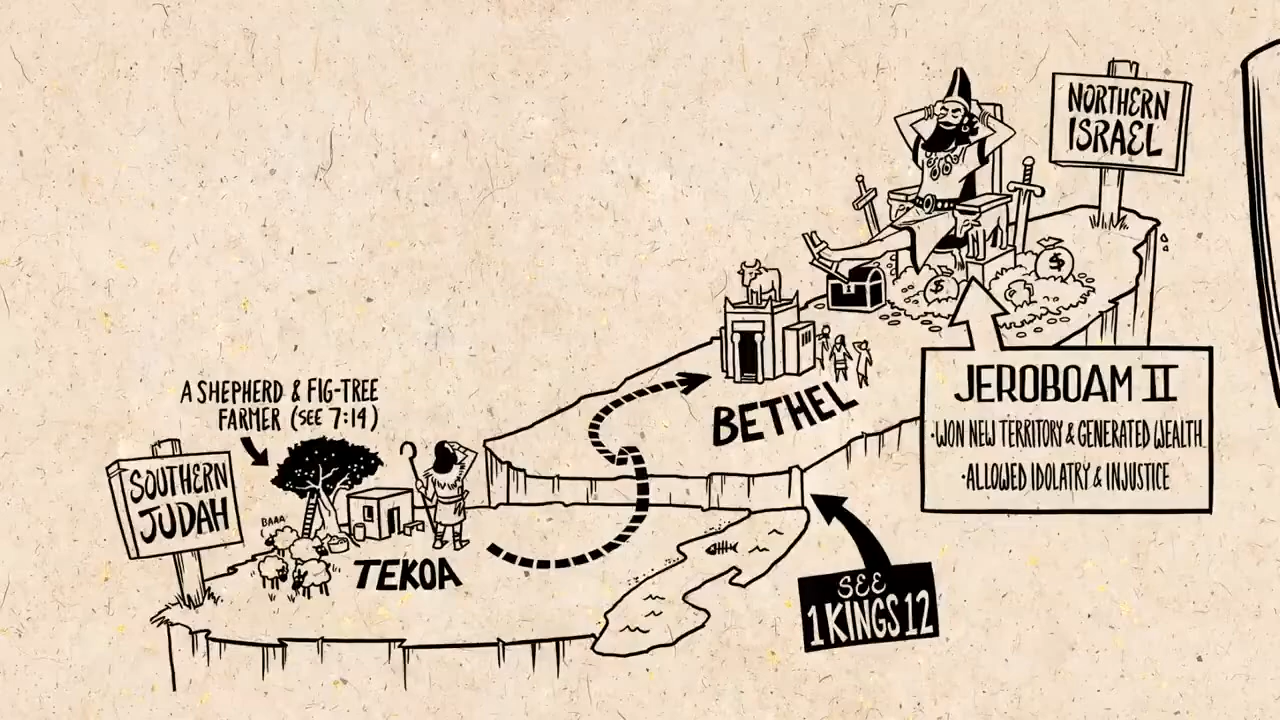 NORTHERN
ISRAEL
JEROBOAM II
·WON NEW TERRITORY & GENERATED WEALTH
·ALLOWED IDOLATRY & INJUSTICE
BETHEL
A SHEPHERD & FIG-TREE
FARMER (SEE 7:14)
SOUTHERN
JUDAH
BAAA
TEKOA
SEE
1 KINGS 12
$
$